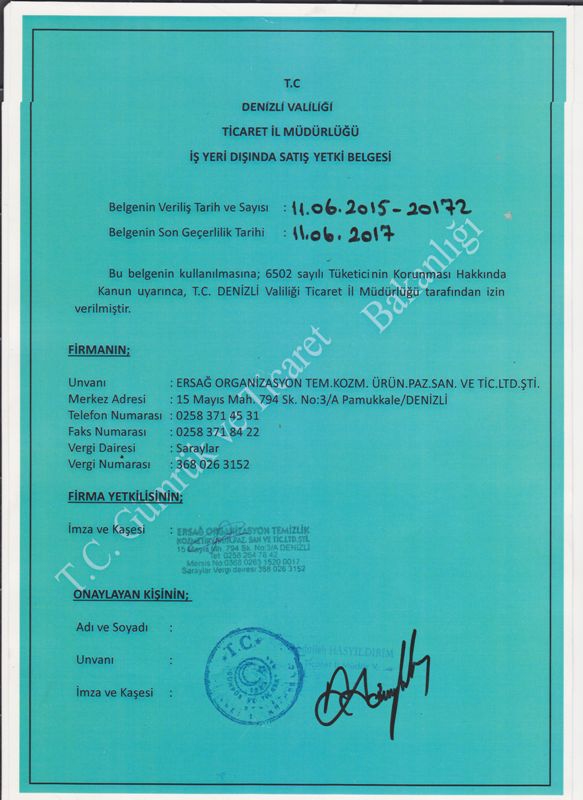 T.C
DENİZLİ VALİLİĞİ
TİCARET İL MÜDÜRLÜĞÜ
İŞ YERİ DIŞINDA SATIŞ YETKİ BELGESİ
Belgenin Veriliş Tarih ve Sayısı : 11.06.2015-20172
Belgenin Son Geçerlilik Tarihi : 11.06.2017
Bu belgenin kullanılmasına; 6502 sayılı Tüketicinin Korunması Hakkında
Kanun uyarınca, T.C. DENİZLİ Valiliği Ticaret İl Müdürlüğü tarafından izin
verilmiştir.
T.C. Gümrük ve Ticaret Bakanlığı
FİRMANIN;
Unvanı : ERSAĞ ORGANİZASYON TEM.KOZM. ÜRÜN.PAZ.SAN. VE TİC.LTD.ŞTİ.
Merkez Adresi : 15 Mayıs Mah. 794 Sk. No:3/A Pamukkale/DENİZLİ
Telefon Numarası : 0258 371 45 31
Faks Numarası : 0258 371 84 22
Vergi Dairesi : Saraylar
Vergi Numarası : 368 026 3152
FİRMA YETKİLİSİNİN;
İmza ve Kaşesi :
ERSAĞ ORGANİZASYON TEMİZLİK
KOZMETİK ÜRÜN.PAZ. SAN VE TİC.LTD.ŞTİ.
15 Mayıs Mh. 794 Sk. No:3/A DENİZLİ
Tel: 0258 264 78 42
Mersis No:0368 0263 1520 0017
Saraylar Vergi dairesi:368 026 3152
ONAYLAYAN KİŞİNİN;
Adı ve Soyadı :
Unvanı :
İmza ve Kaşesi :
T.C.
HASYILDIRIM